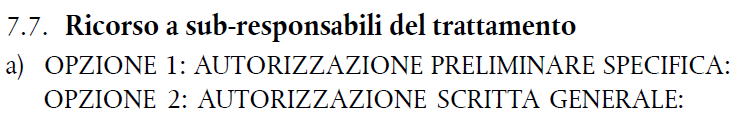 7.7. Ricorso a sub-responsabili del trattamento
a) OPZIONE 1: AUTORIZZAZIONE PRELIMINARE SPECIFICA:
OPZIONE 2: AUTORIZZAZIONE SCRITTA GENERALE: